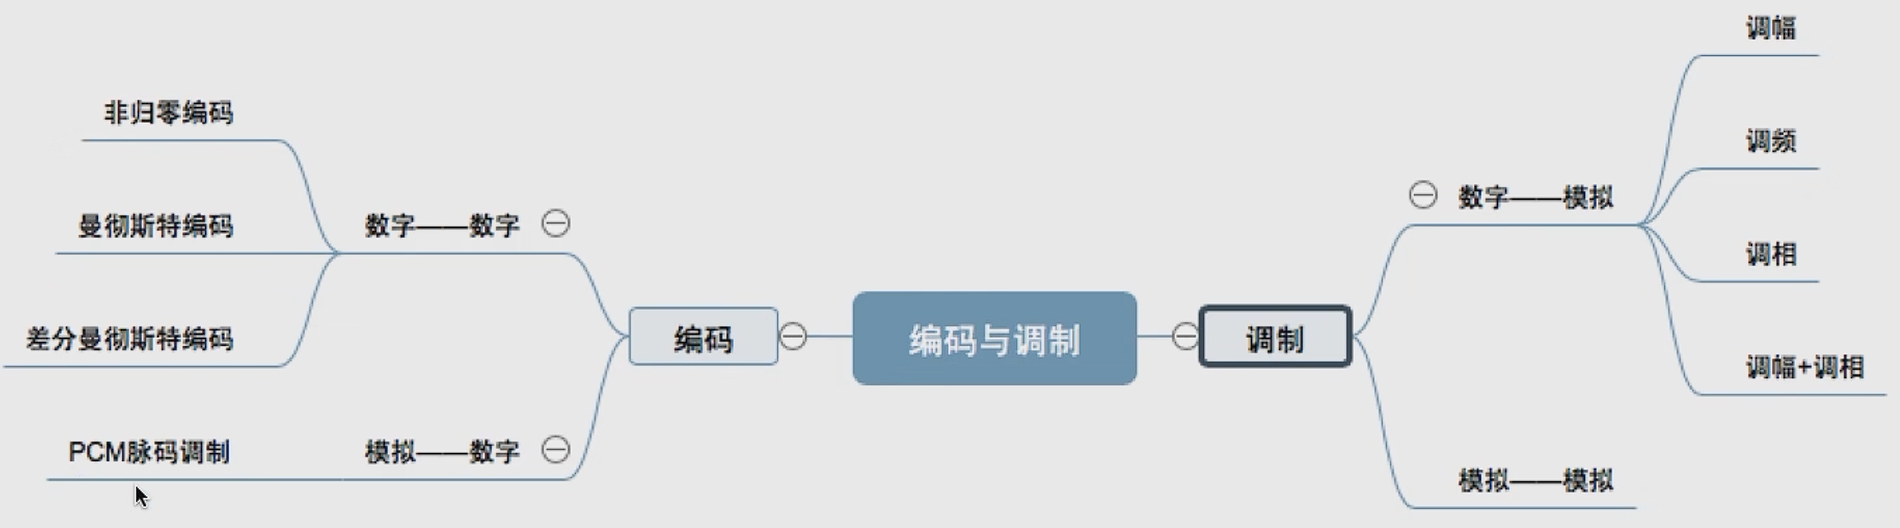 编码与调制
编码
数字——数字
非归零编码
曼彻斯特编码
差分曼彻斯特编码
模拟——数字
PCM脉码调制
调制
数字——模拟
调幅
调频
调相
调幅+调相
模拟——模拟